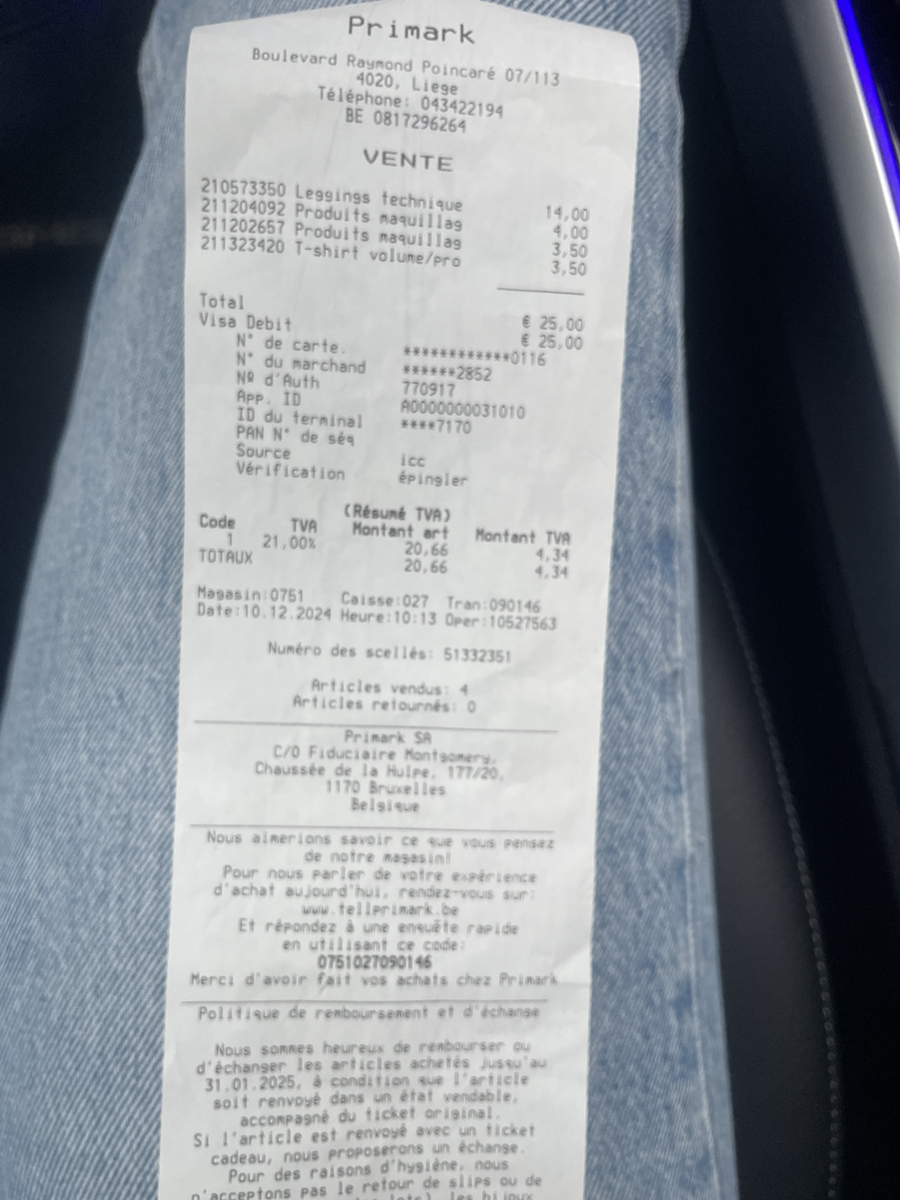 Primark
Boulevard Raymond Poincaré 07/113
4020, Liege
Téléphone: 043422194
BE 0817296264
VENTE
210573350 Leggings technique 14,00
211204092 Produits maquillag 4,00
211202657 Produits maquillag 3,50
211323420 T-shirt volume/pro 3,50
Total € 25,00
Visa Debit € 25,00
N° de carte. ************0116
N° du marchand ******2852
Nº d'Auth 770917
App. ID A0000000031010
ID du terminal ****7170
PAN N° de séq
Source icc
Vérification épingler
(Résumé TVA)
Code TVA Montant art Montant TVA
1 21,00% 20,66 4,34
TOTAUX 20,66 4,34
Magasin:0751 Caisse:027 Tran:090146
Date:10.12.2024 Heure:10:13 Oper:10527563
Numéro des scellés: 51332351
Articles vendus: 4
Articles retournés: 0
Primark SA
C/O Fiduciaire Montgomery,
Chaussée de la Hulpe, 177/20,
1170 Bruxelles
Belgique
Nous aimerions savoir ce que vous pensez
de notre magasin!
Pour nous parler de votre expérience
d'achat aujourd'hui, rendez-vous sur:
www.tellprimark.be
Et répondez à une enquête rapide
en utilisant ce code:
0751027090146
Merci d'avoir fait vos achats chez Primark
Politique de remboursement et d'échange
Nous sommes heureux de rembourser ou
d'échanger les articles achetés jusqu'au
31.01.2025, à condition que l'article
soit renvoyé dans un état vendable,
accompagné du ticket original.
Si l'article est renvoyé avec un ticket
cadeau, nous proposerons un échange.
Pour des raisons d'hygiène, nous
n'acceptons pas le retour de slips ou de
lots), les bijoux